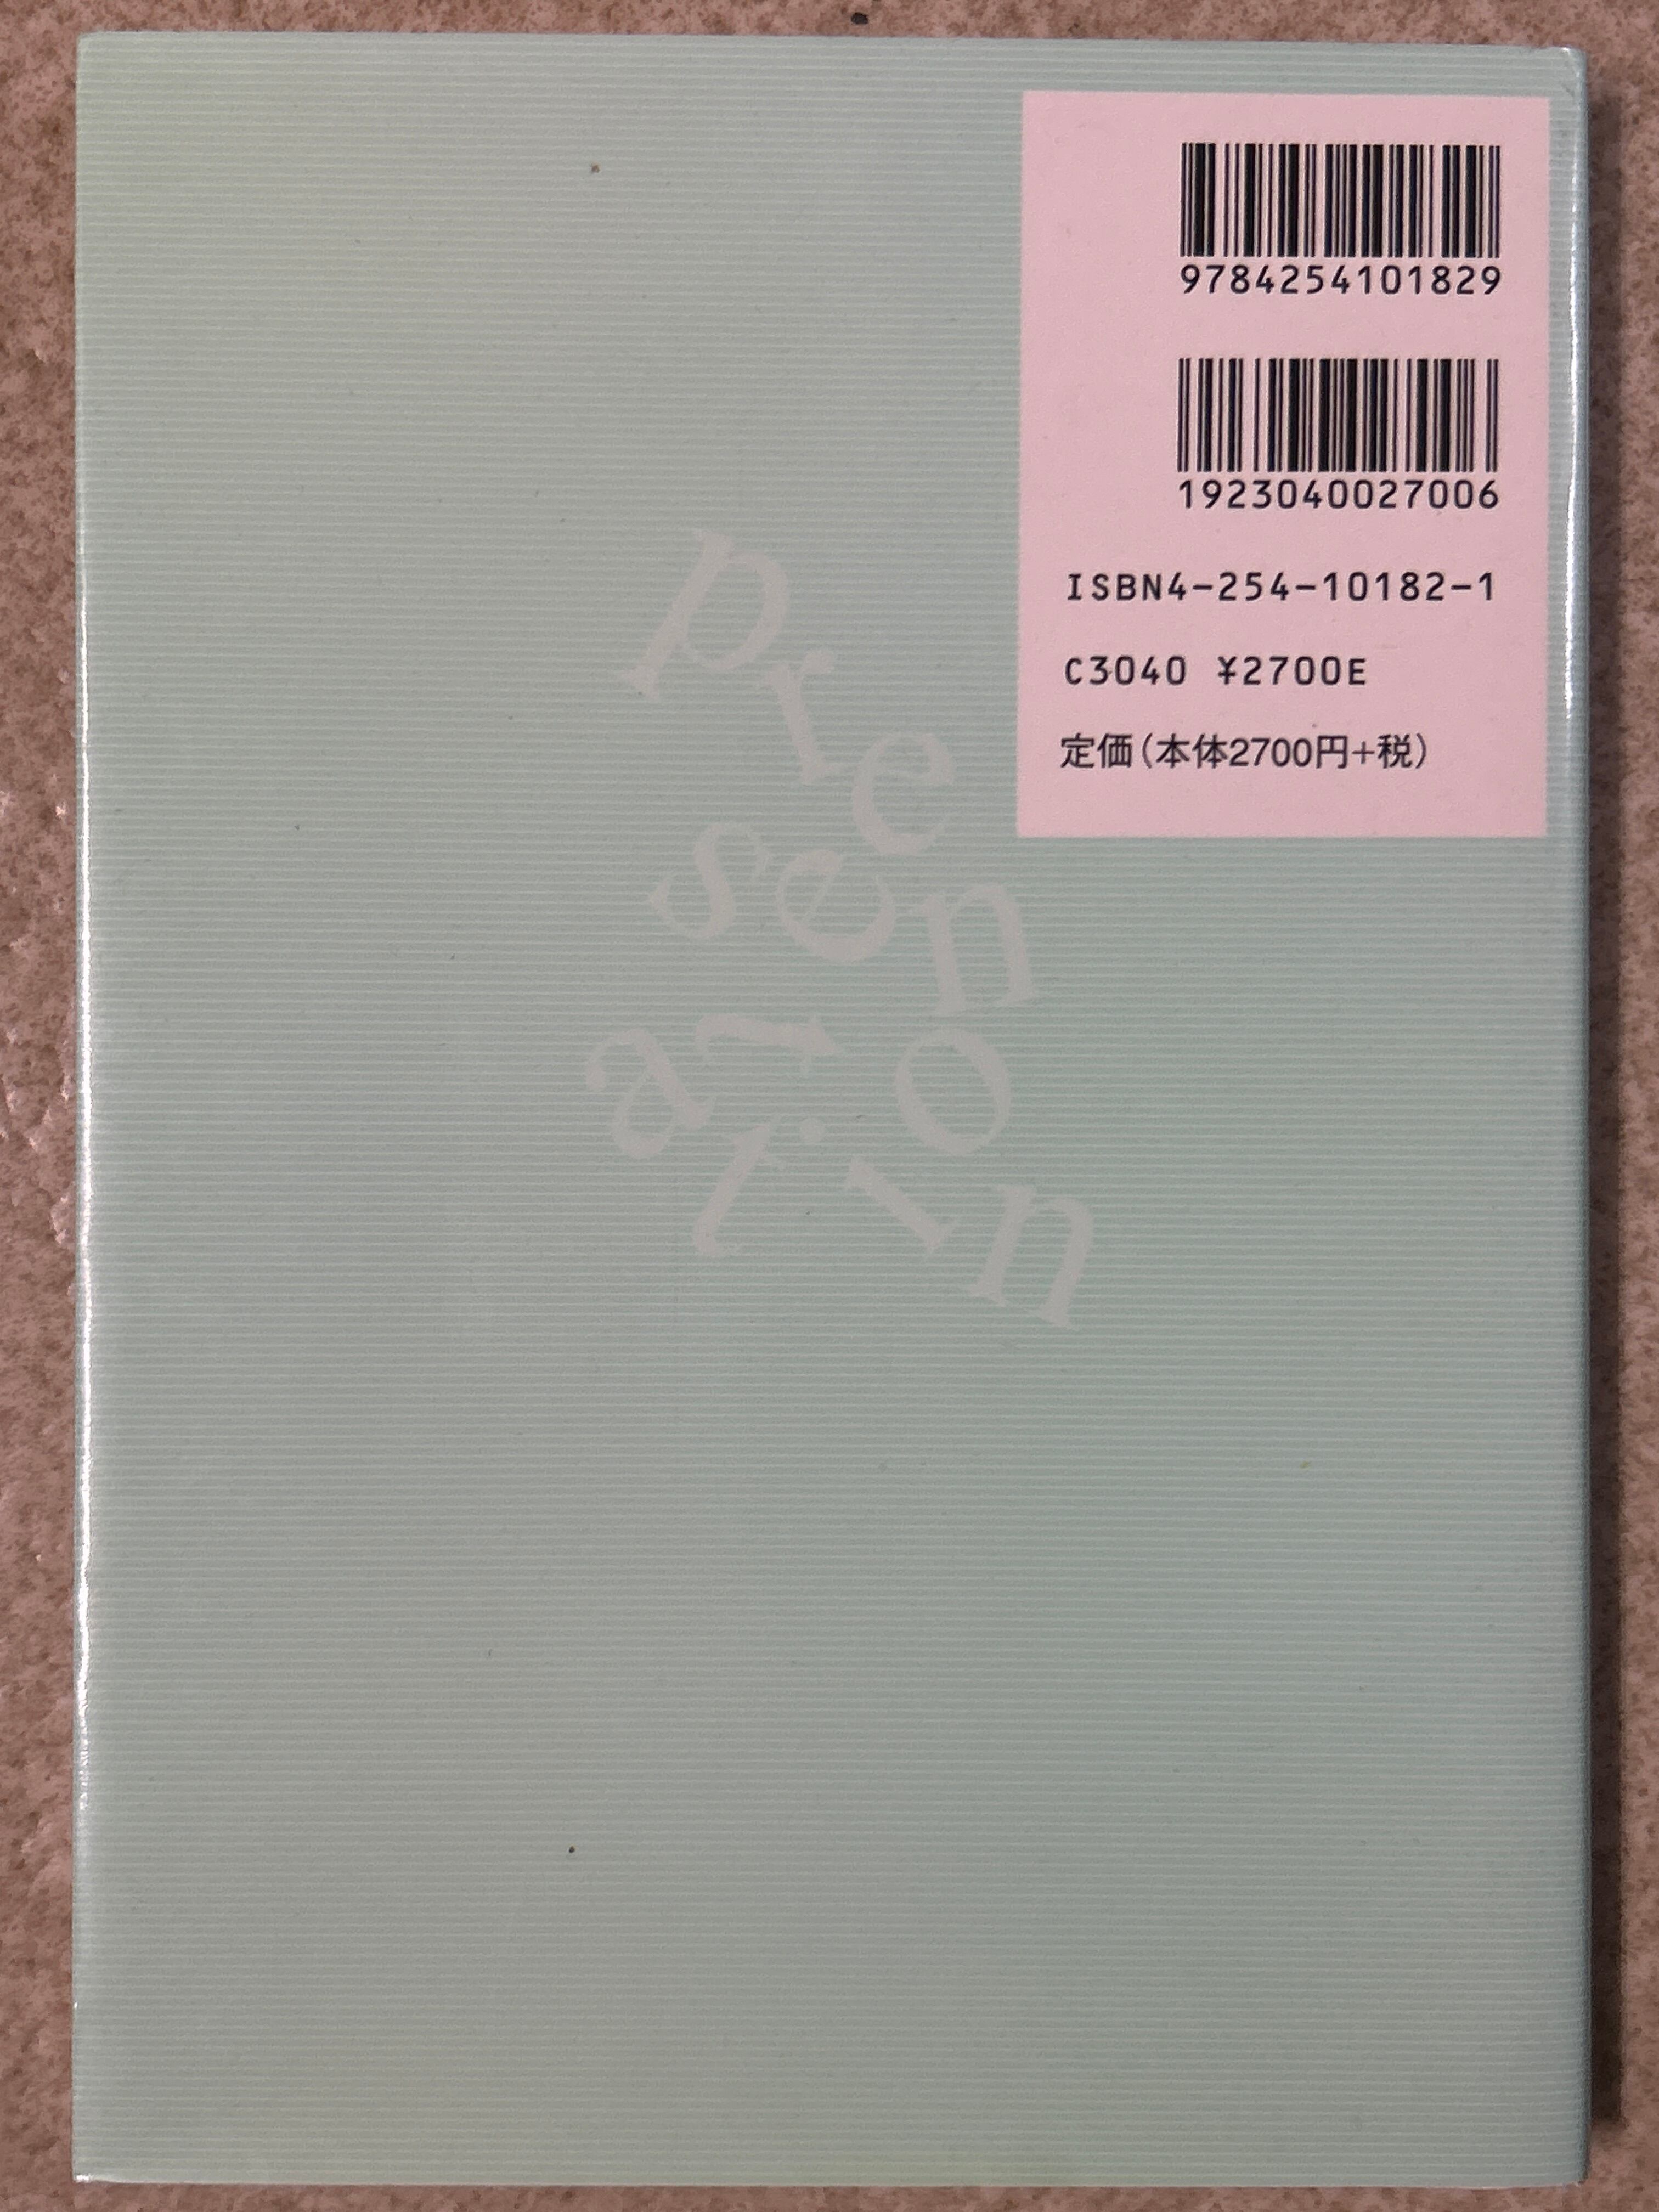 9784254101829
1923040027006
ISBN4-254-10182-1
C3040 ¥2700E
定価(本体2700円+税)
presentation